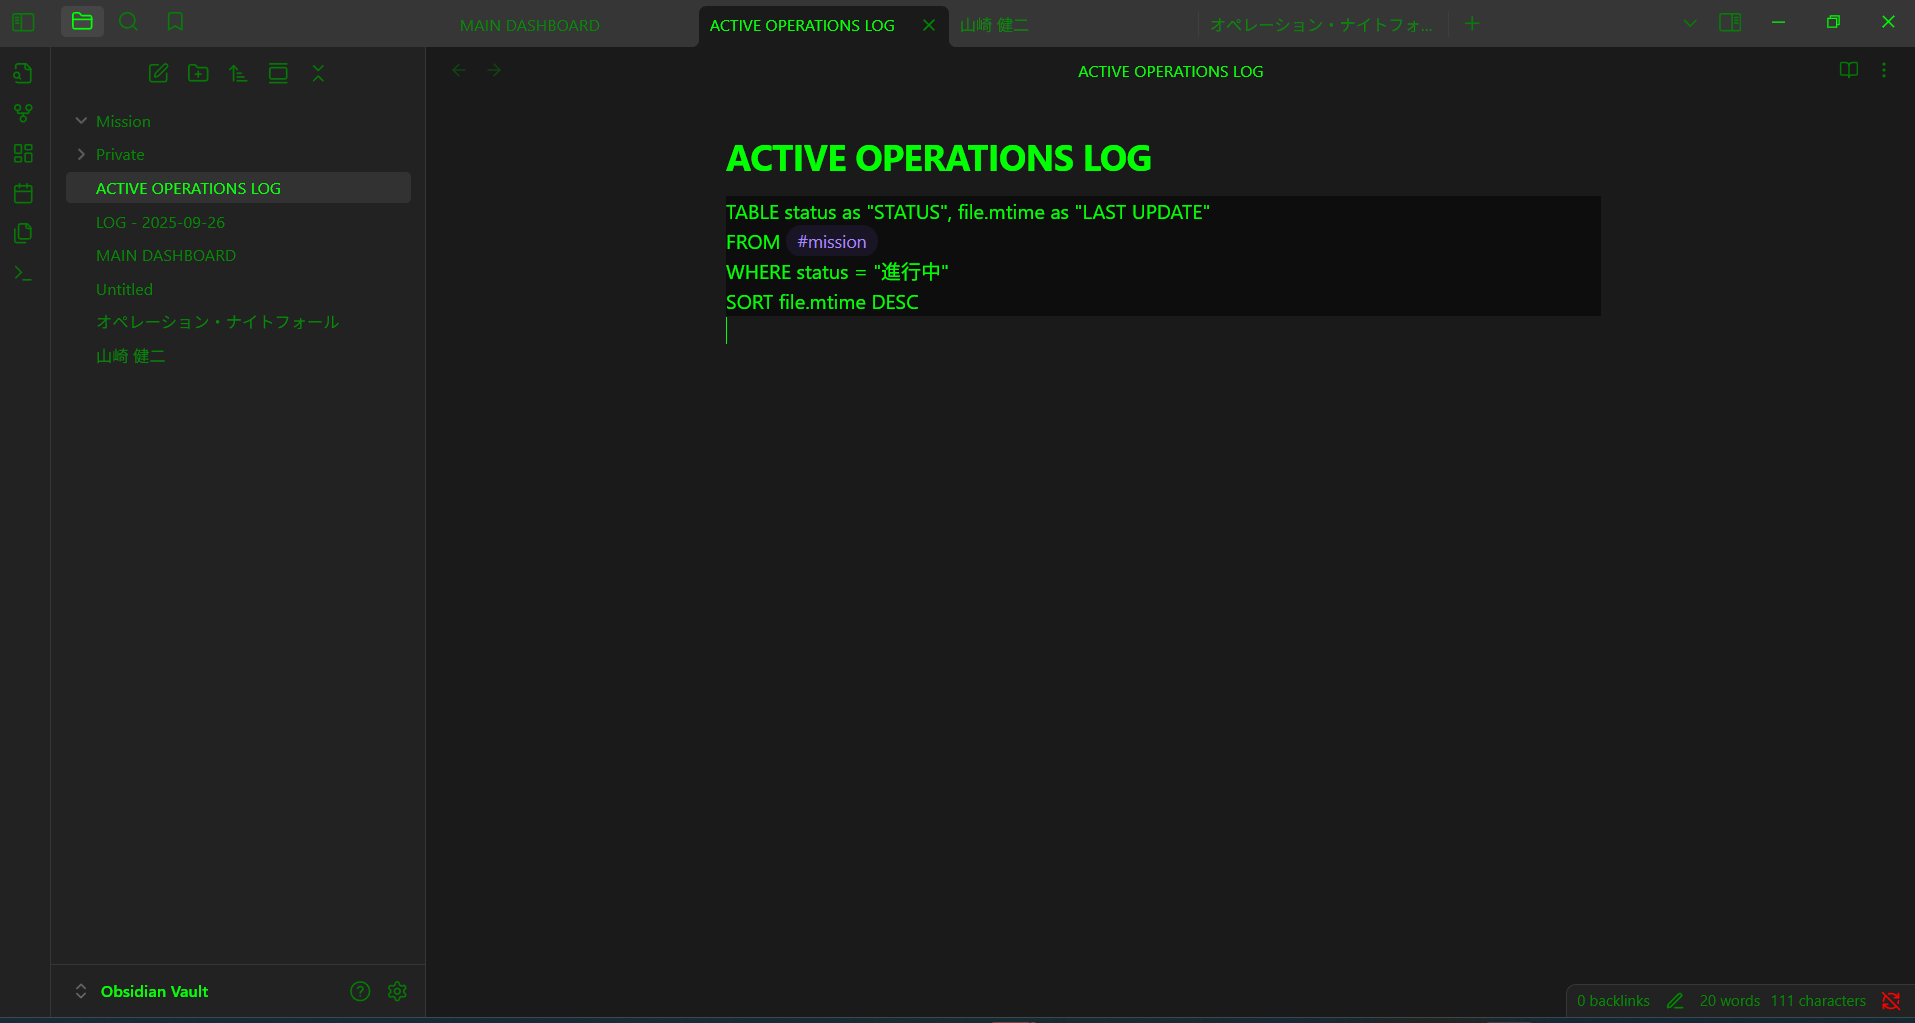 MAIN DASHBOARD
ACTIVE OPERATIONS LOG
山崎 健二
オペレーション・ナイトフォ...
Mission
Private
ACTIVE OPERATIONS LOG
LOG - 2025-09-26
MAIN DASHBOARD
Untitled
オペレーション・ナイトフォール
山崎 健二
Obsidian Vault
ACTIVE OPERATIONS LOG
ACTIVE OPERATIONS LOG
TABLE status as "STATUS", file.mtime as "LAST UPDATE"
FROM #mission
WHERE status = "進行中"
SORT file.mtime DESC
0 backlinks 20 words 111 characters